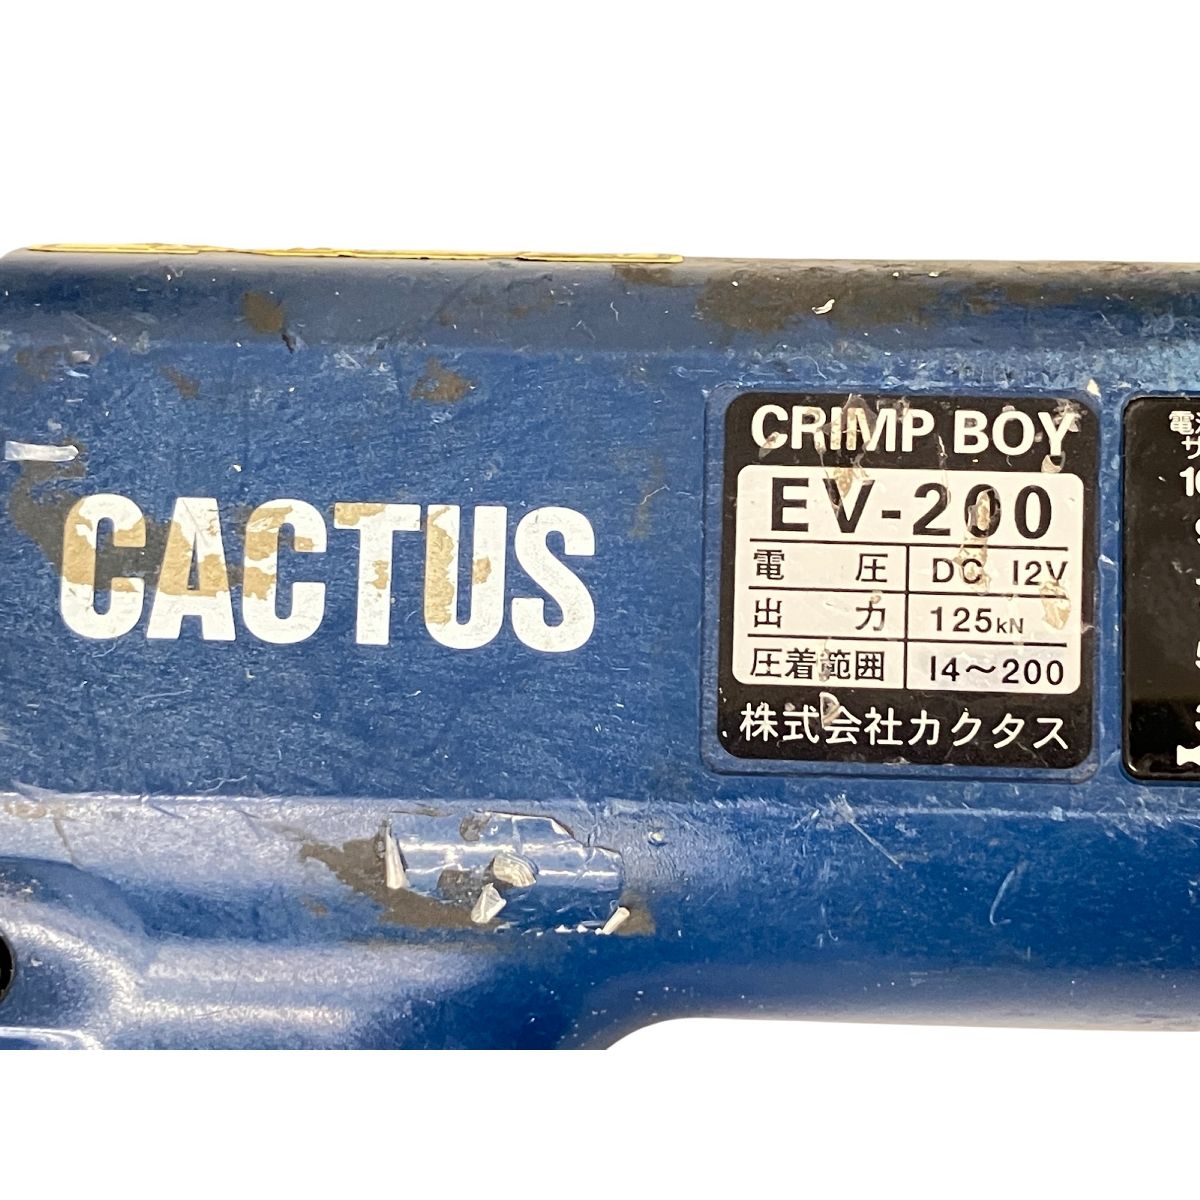 CACTUS
CRIMP BOY
EV-200
電圧 DC 12V
出力 125kN
圧着範囲 14～200
株式会社カクタス